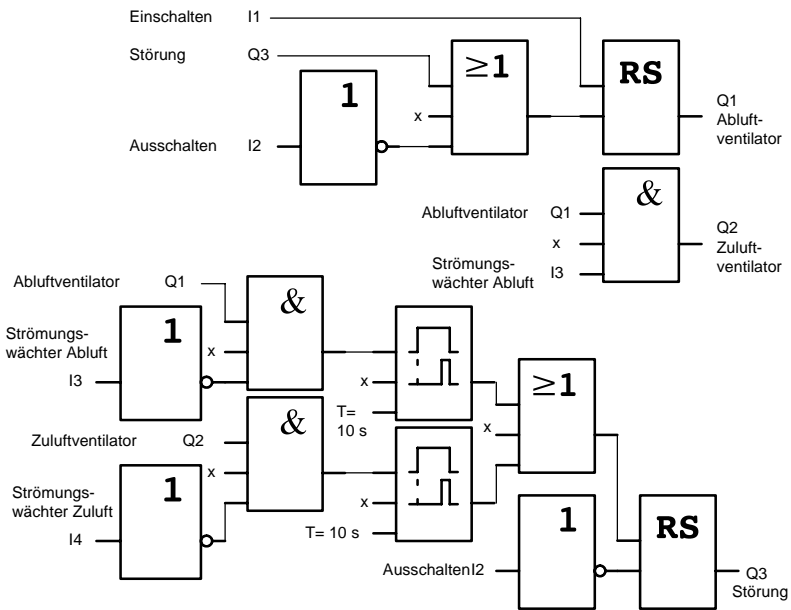 Einschalten I1
Störung Q3
≥1
RS
1
x
Q1
Abluft-
ventilator
Ausschalten I2
&
Abluftventilator Q1
x
Q2
Zuluft-
ventilator
Strömungs-
wächter Abluft
I3
Abluftventilator Q1
&
Strömungs-
wächter Abluft
1
x
I3
x
T=
10 s
≥1
Zuluftventilator Q2
&
x
Strömungs-
wächter Zuluft
1
x
x
I4
T= 10 s
1
RS
Ausschalten I2
Q3
Störung